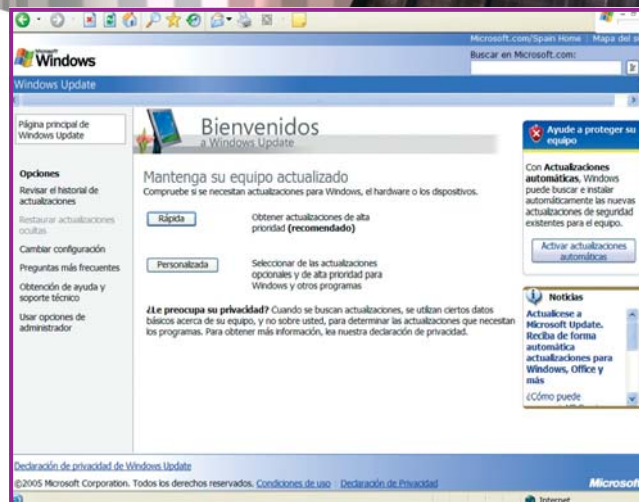 Microsoft.com/Spain Home | Mapa del
Microsoft
Windows
Buscar en Microsoft.com:
Ir
Windows Update
Página principal de
Windows Update
Opciones
Revisar el historial de
actualizaciones
Restaurar actualizaciones
ocultas
Cambiar configuración
Preguntas más frecuentes
Obtención de ayuda y
soporte técnico
Usar opciones de
administrador
Bienvenidos
a Windows Update
Mantenga su equipo actualizado
Compruebe si se necesitan actualizaciones para Windows, el hardware o los dispositivos.
Rápida
Obtener actualizaciones de alta
prioridad (recomendado)
Personalizada
Seleccionar de las actualizaciones
opcionales y de alta prioridad para
Windows y otros programas
¿Le preocupa su privacidad? Cuando se buscan actualizaciones, se utilizan ciertos datos
básicos acerca de su equipo, y no sobre usted, para determinar las actualizaciones que necesitan
los programas. Para obtener más información, lea nuestra declaración de privacidad.
Ayude a proteger su
equipo
Con Actualizaciones
automáticas, Windows
puede buscar e instalar
automáticamente las nuevas
actualizaciones de seguridad
existentes para el equipo.
Activar actualizaciones
automáticas
Noticias
Actualícese a
Microsoft Update.
Reciba de forma
automática
actualizaciones para
Windows, Office y
más
¿Cómo puede
Declaración de privacidad de Windows Update
©2005 Microsoft Corporation. Todos los derechos reservados. Condiciones de uso | Declaración de Privacidad
Microsoft
Internet